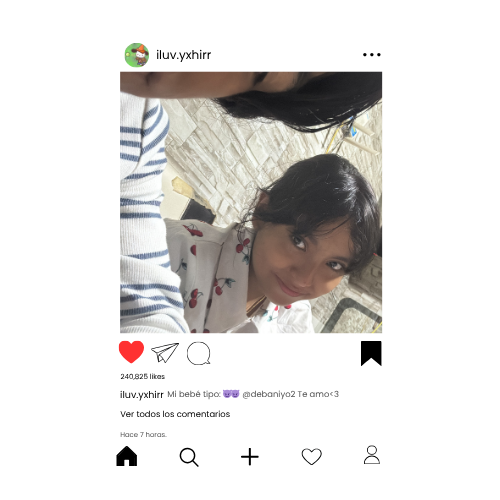 iluv.yxhirr
240,825 likes
iluv.yxhirr Mi bebé tipo: 😈😈 @debaniyo2 Te amo<3
Ver todos los comentarios
Hace 7 horas.